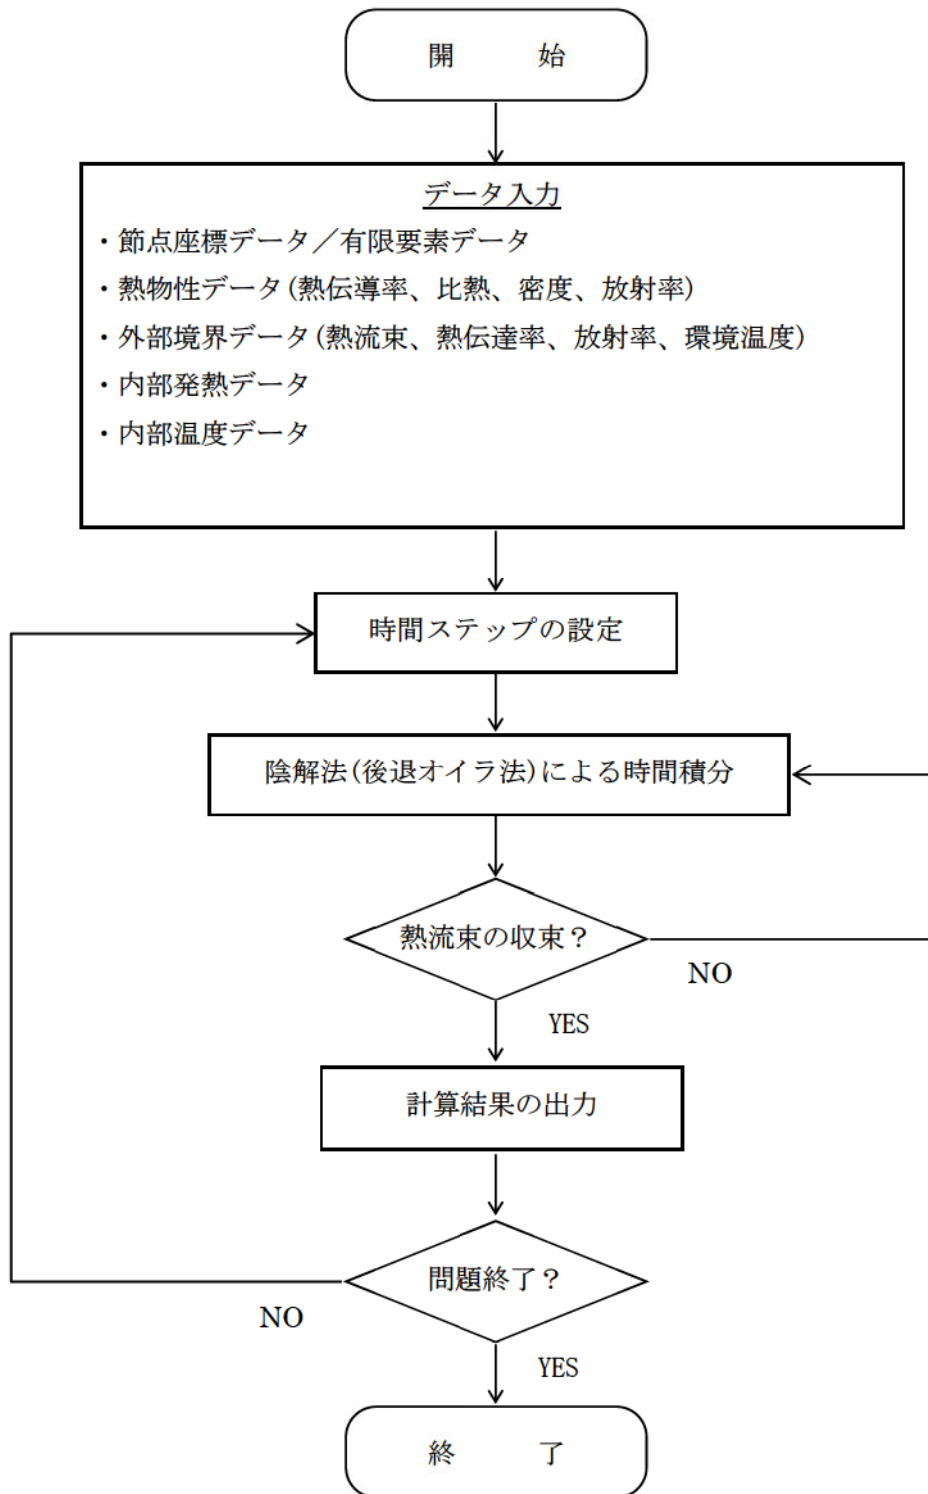 開　始
データ入力
・節点座標データ／有限要素データ
・熱物性データ(熱伝導率、比熱、密度、放射率)
・外部境界データ(熱流束、熱伝達率、放射率、環境温度)
・内部発熱データ
・内部温度データ
時間ステップの設定
陰解法(後退オイラ法)による時間積分
熱流束の収束？
NO
YES
計算結果の出力
問題終了？
NO
YES
終　了